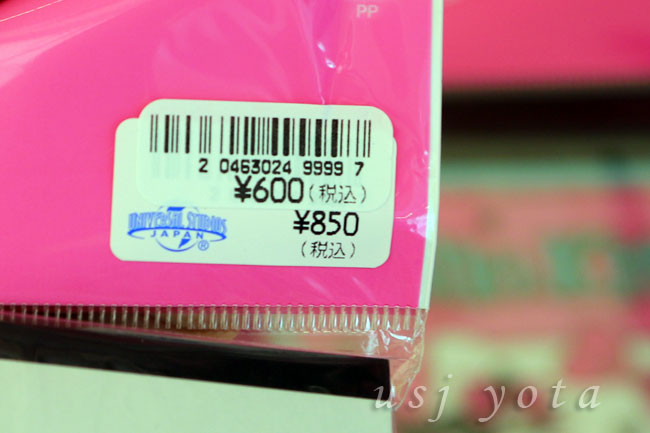 PP
2 0463024 9999 7
¥600(税込)
¥850
(税込)
UNIVERSAL STUDIOS
JAPAN ®
usj yota